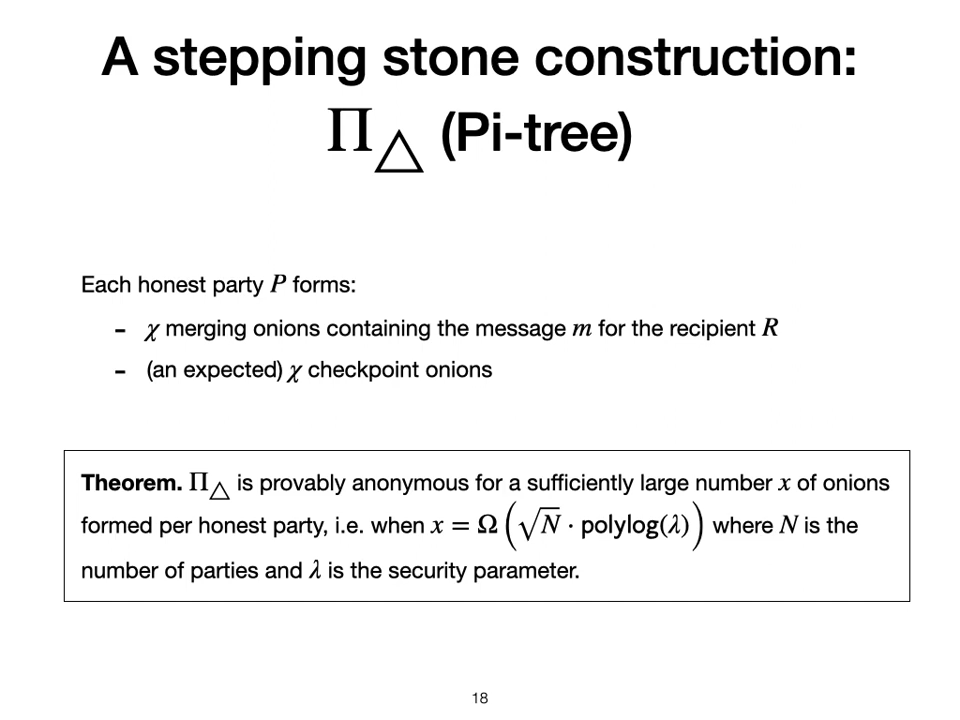 A stepping stone construction:
Π△ (Pi-tree)
Each honest party P forms:
- χ merging onions containing the message m for the recipient R
- (an expected) χ checkpoint onions
Theorem. Π△ is provably anonymous for a sufficiently large number x of onions
formed per honest party, i.e. when x = Ω(√N · polylog(λ)) where N is the
number of parties and λ is the security parameter.
18